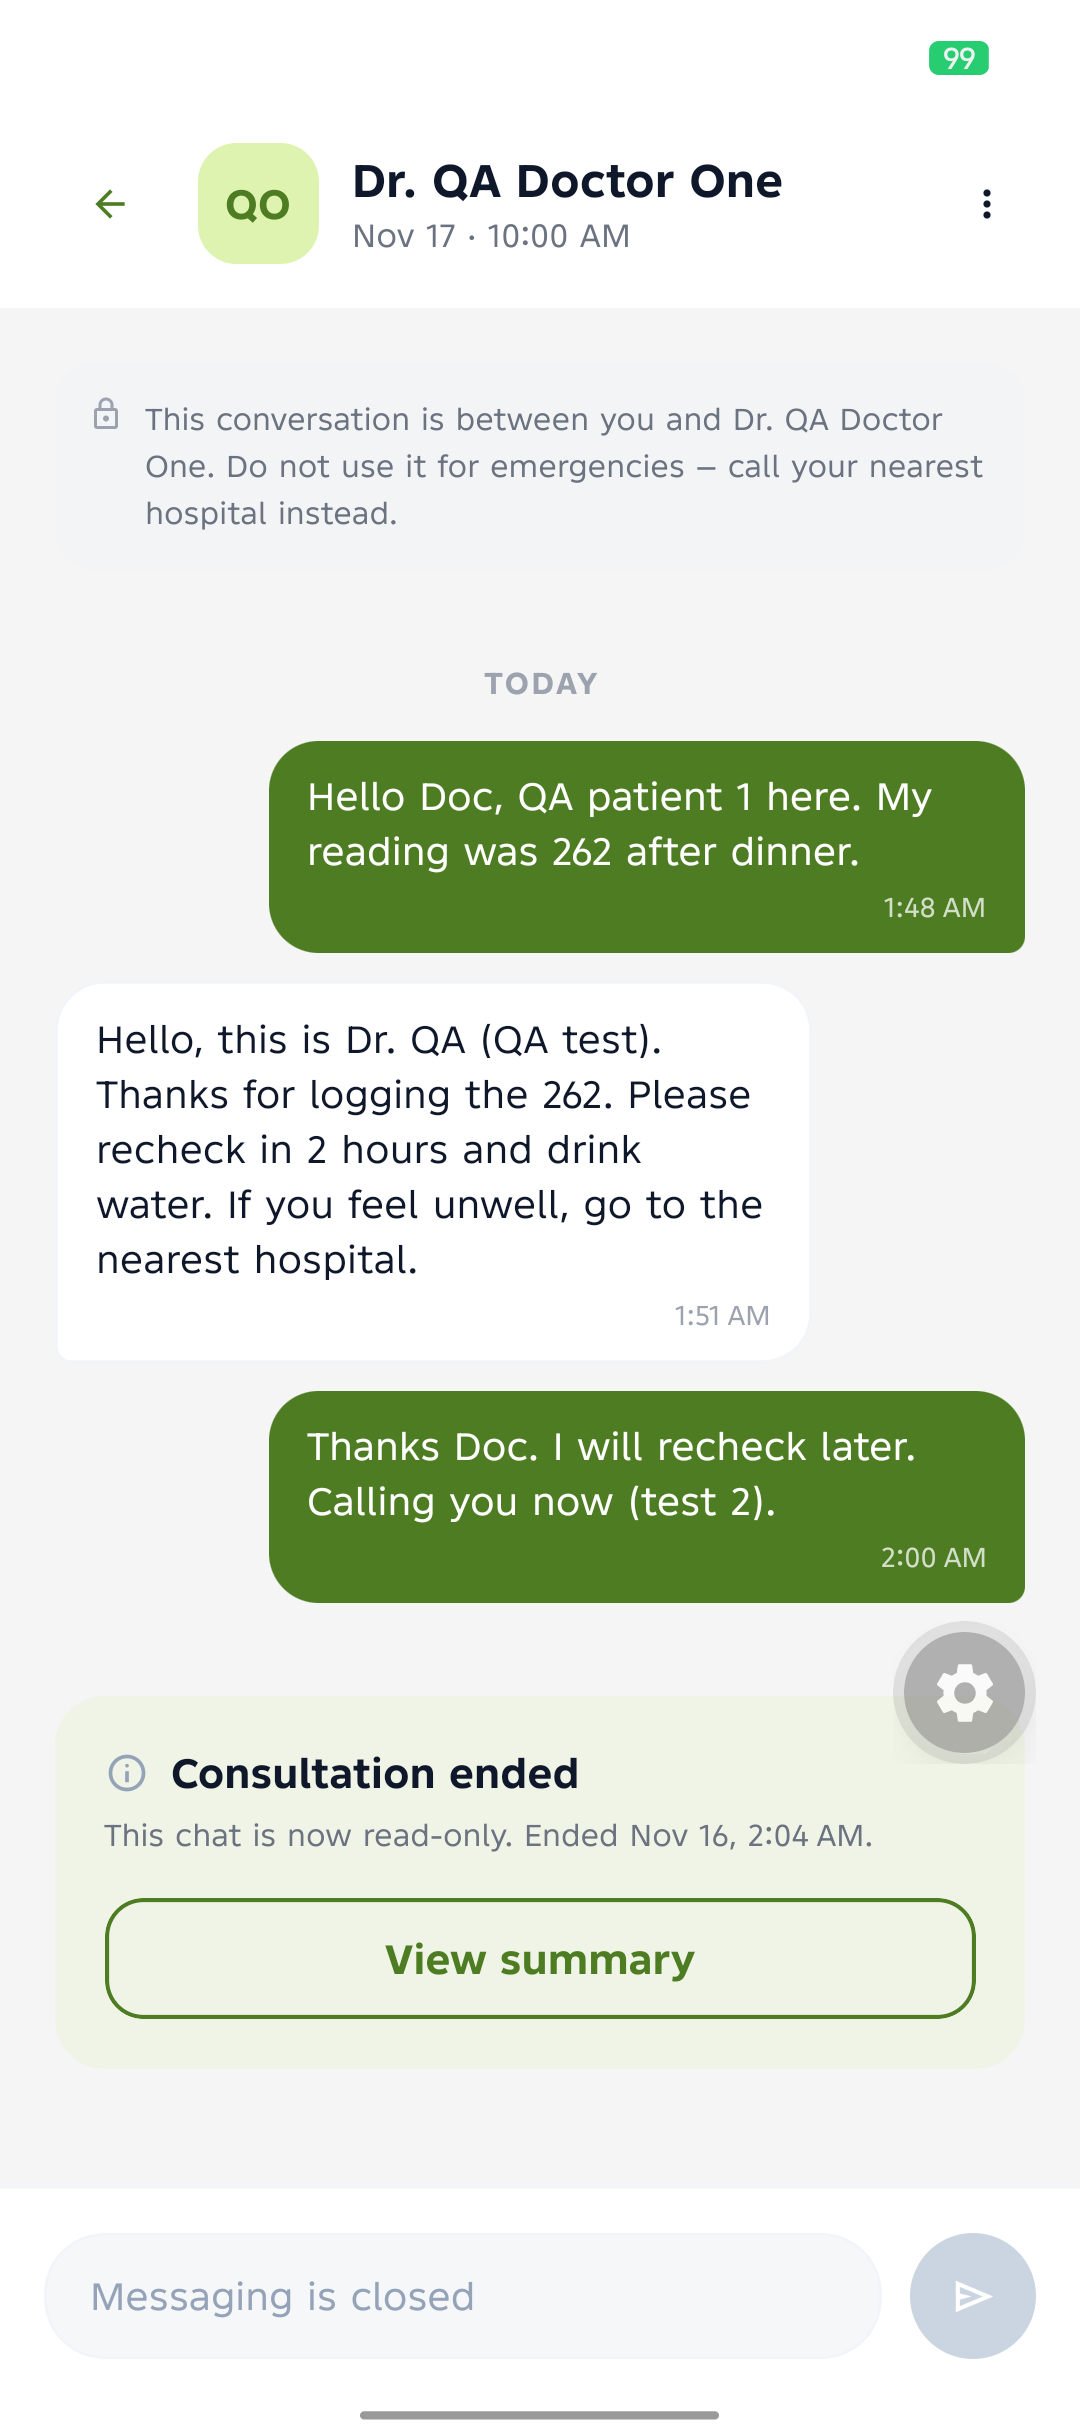 99
QO
Dr. QA Doctor One
Nov 17 · 10:00 AM
This conversation is between you and Dr. QA Doctor
One. Do not use it for emergencies – call your nearest
hospital instead.
TODAY
Hello Doc, QA patient 1 here. My
reading was 262 after dinner.
1:48 AM
Hello, this is Dr. QA (QA test).
Thanks for logging the 262. Please
recheck in 2 hours and drink
water. If you feel unwell, go to the
nearest hospital.
1:51 AM
Thanks Doc. I will recheck later.
Calling you now (test 2).
2:00 AM
Consultation ended
This chat is now read-only. Ended Nov 16, 2:04 AM.
View summary
Messaging is closed